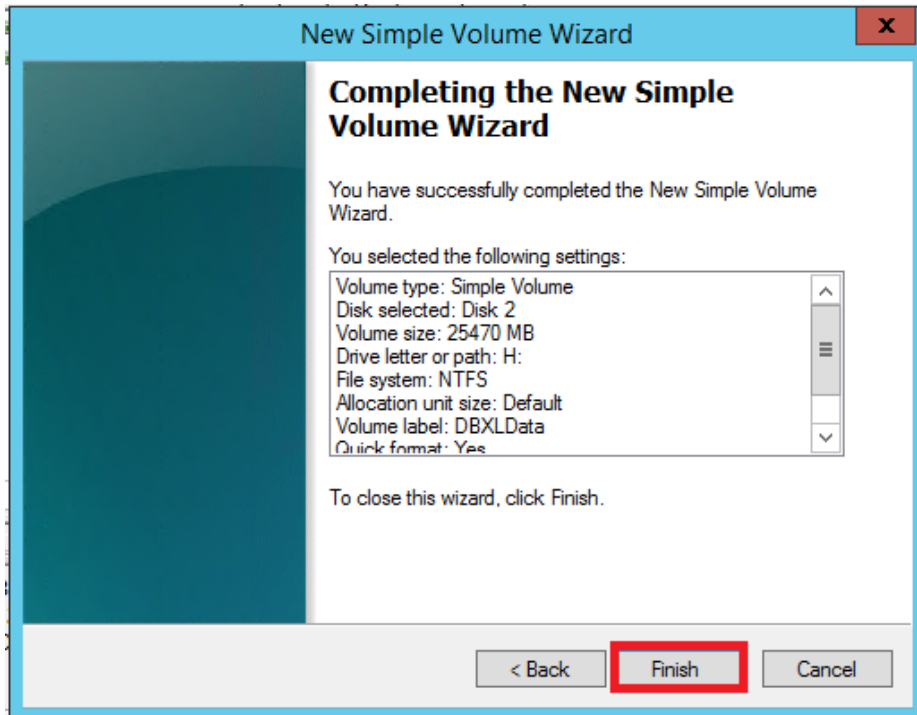 New Simple Volume Wizard
x
Completing the New Simple
Volume Wizard
You have successfully completed the New Simple Volume
Wizard.
You selected the following settings:
Volume type: Simple Volume
Disk selected: Disk 2
Volume size: 25470 MB
Drive letter or path: H:
File system: NTFS
Allocation unit size: Default
Volume label: DBXLData
Quick format: Yes
To close this wizard, click Finish.
< Back
Finish
Cancel